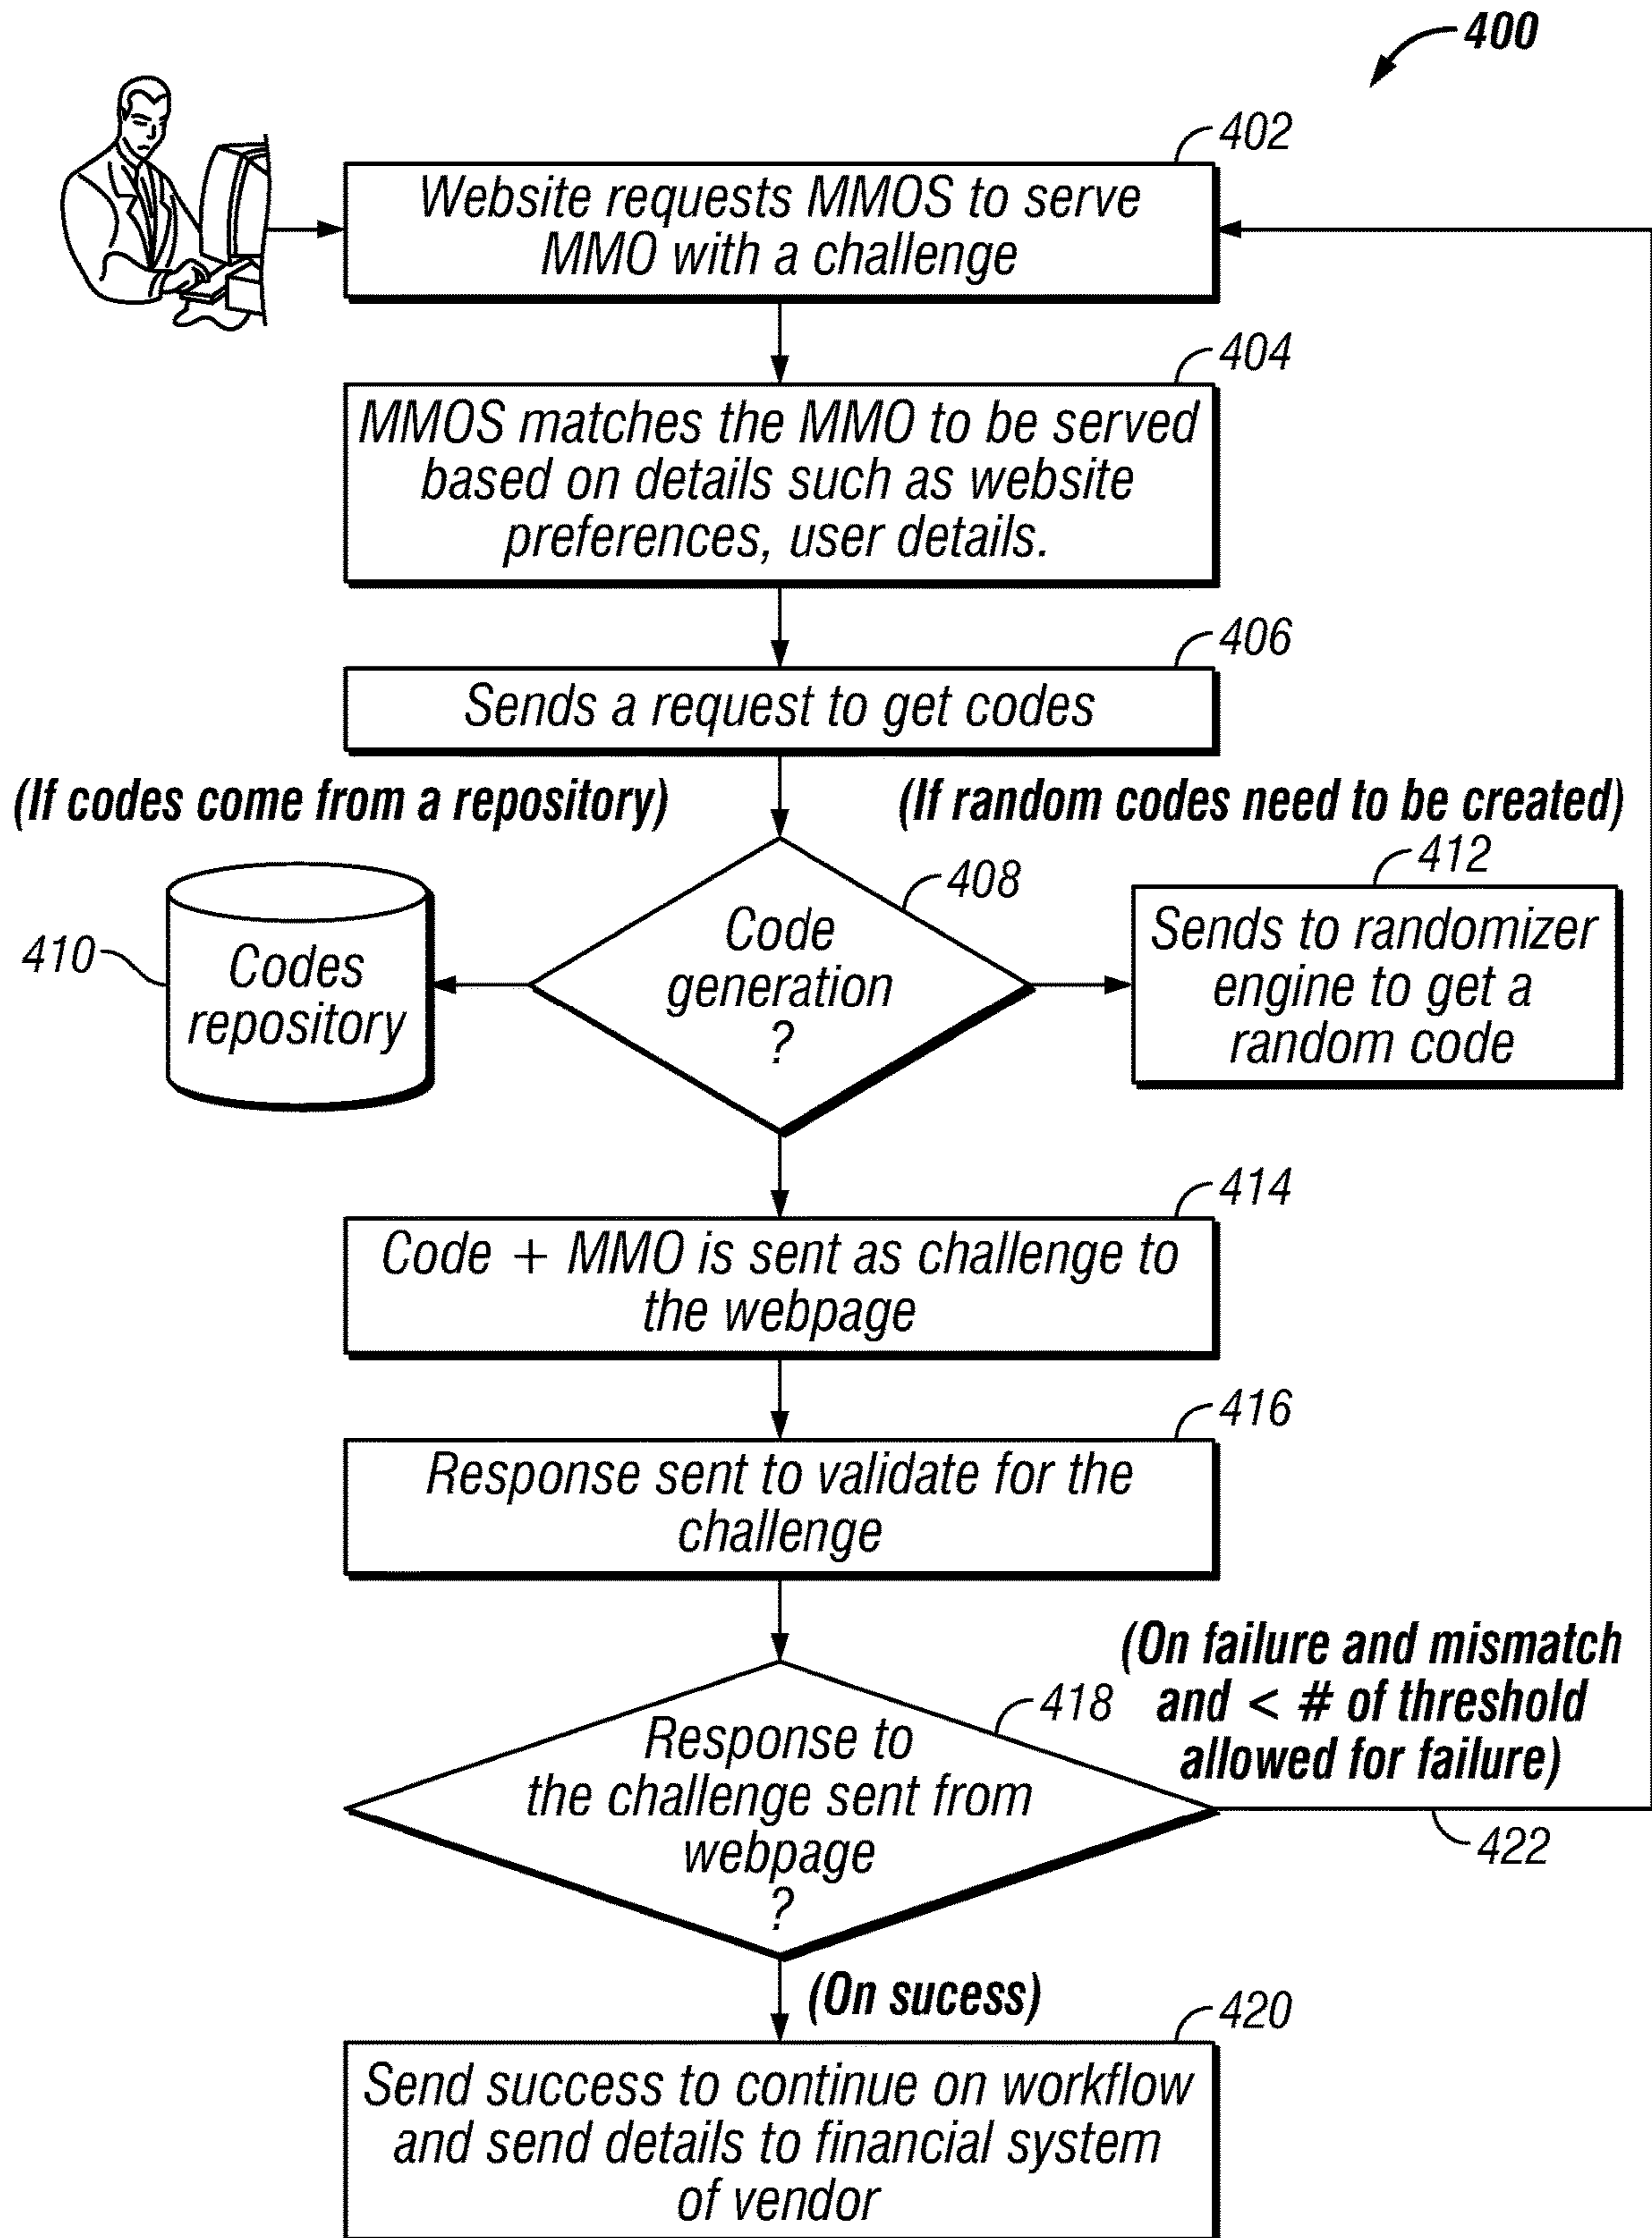 400
402
Website requests MMOS to serve
MMO with a challenge
404
MMOS matches the MMO to be served
based on details such as website
preferences, user details.
406
Sends a request to get codes
(If codes come from a repository)
(If random codes need to be created)
408
Code
generation
?
410
Codes
repository
412
Sends to randomizer
engine to get a
random code
414
Code + MMO is sent as challenge to
the webpage
416
Response sent to validate for the
challenge
(On failure and mismatch
and < # of threshold
allowed for failure)
418
Response to
the challenge sent from
webpage
?
422
(On sucess)
420
Send success to continue on workflow
and send details to financial system
of vendor